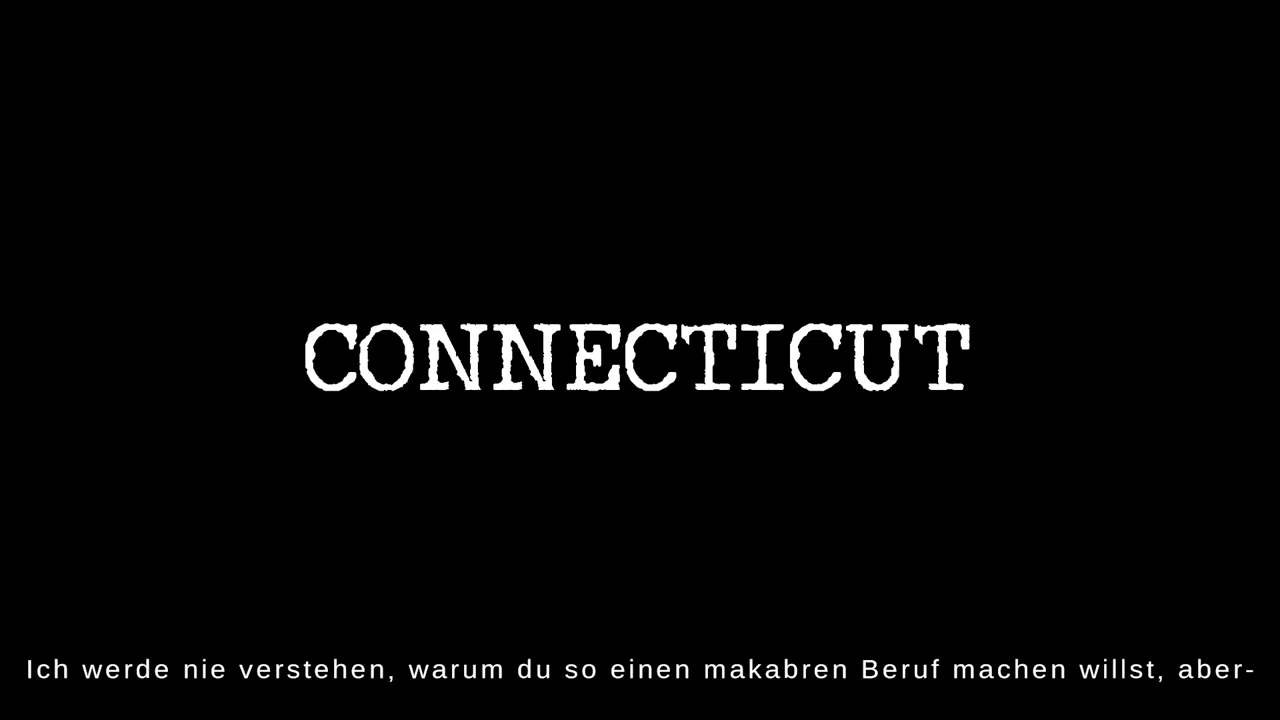 CONNECTICUT
Ich werde nie verstehen, warum du so einen makabren Beruf machen willst, aber-